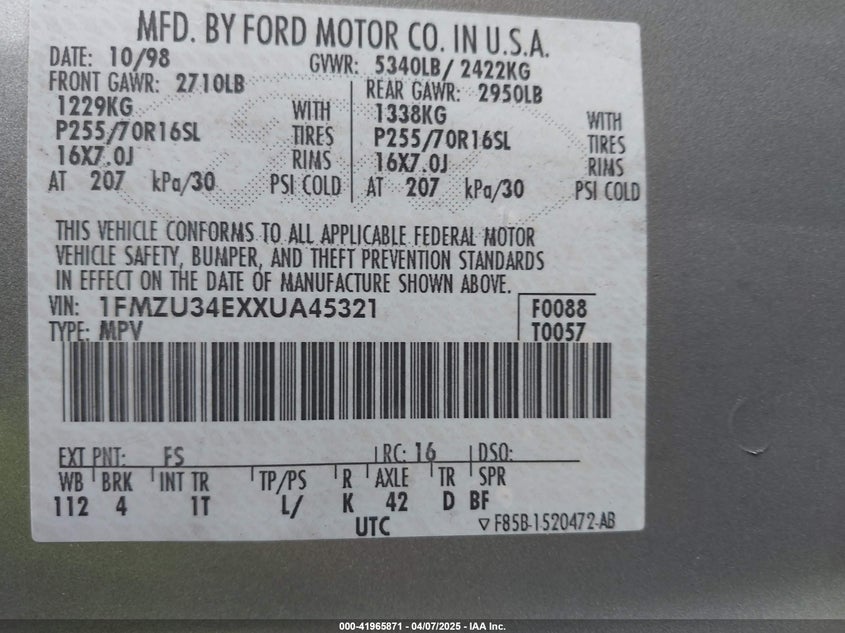 MFD. BY FORD MOTOR CO. IN U.S.A.
DATE: 10/98 GVWR: 5340LB/ 2422KG
FRONT GAWR: 2710LB REAR GAWR: 2950LB
1229KG WITH 1338KG WITH
P255/70R16SL TIRES P255/70R16SL TIRES
16X7.0J RIMS 16X7.0J RIMS
AT 207 kPa/30 PSI COLD AT 207 kPa/30 PSI COLD
THIS VEHICLE CONFORMS TO ALL APPLICABLE FEDERAL MOTOR
VEHICLE SAFETY, BUMPER, AND THEFT PREVENTION STANDARDS
IN EFFECT ON THE DATE OF MANUFACTURE SHOWN ABOVE.
VIN: 1FMZU34EXXUA45321 F0088
TYPE: MPV T0057
EXT PNT: FS RC: 16 DSO:
WB BRK INT TR TP/PS R AXLE TR SPR
112 4 1T L/ K 42 D BF
UTC ▽ F85B-1520472-AB
000-41965871 - 04/07/2025 - IAA Inc.